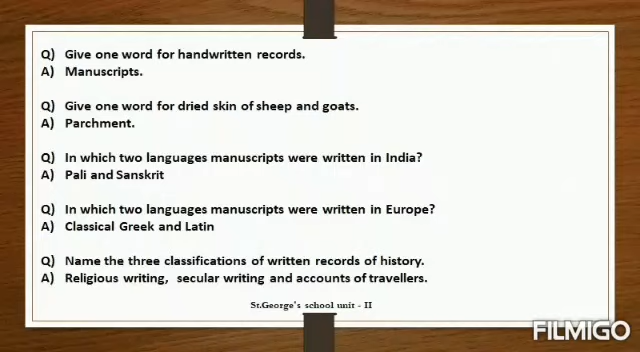 Q) Give one word for handwritten records.
A) Manuscripts.
Q) Give one word for dried skin of sheep and goats.
A) Parchment.
Q) In which two languages manuscripts were written in India?
A) Pali and Sanskrit
Q) In which two languages manuscripts were written in Europe?
A) Classical Greek and Latin
Q) Name the three classifications of written records of history.
A) Religious writing, secular writing and accounts of travellers.
St.George's school unit - II
FILMIGO